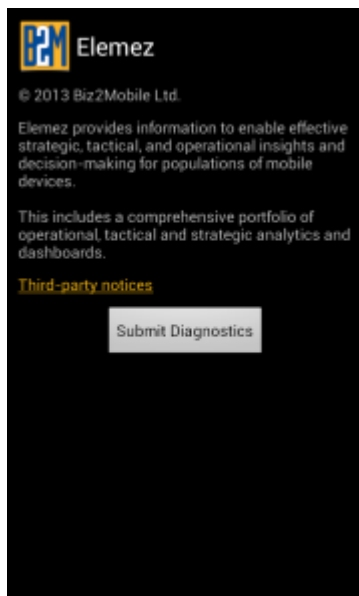 B2M Elemez
© 2013 Biz2Mobile Ltd.
Elemez provides information to enable effective
strategic, tactical, and operational insights and
decision-making for populations of mobile
devices.
This includes a comprehensive portfolio of
operational, tactical and strategic analytics and
dashboards.
Third-party notices
Submit Diagnostics